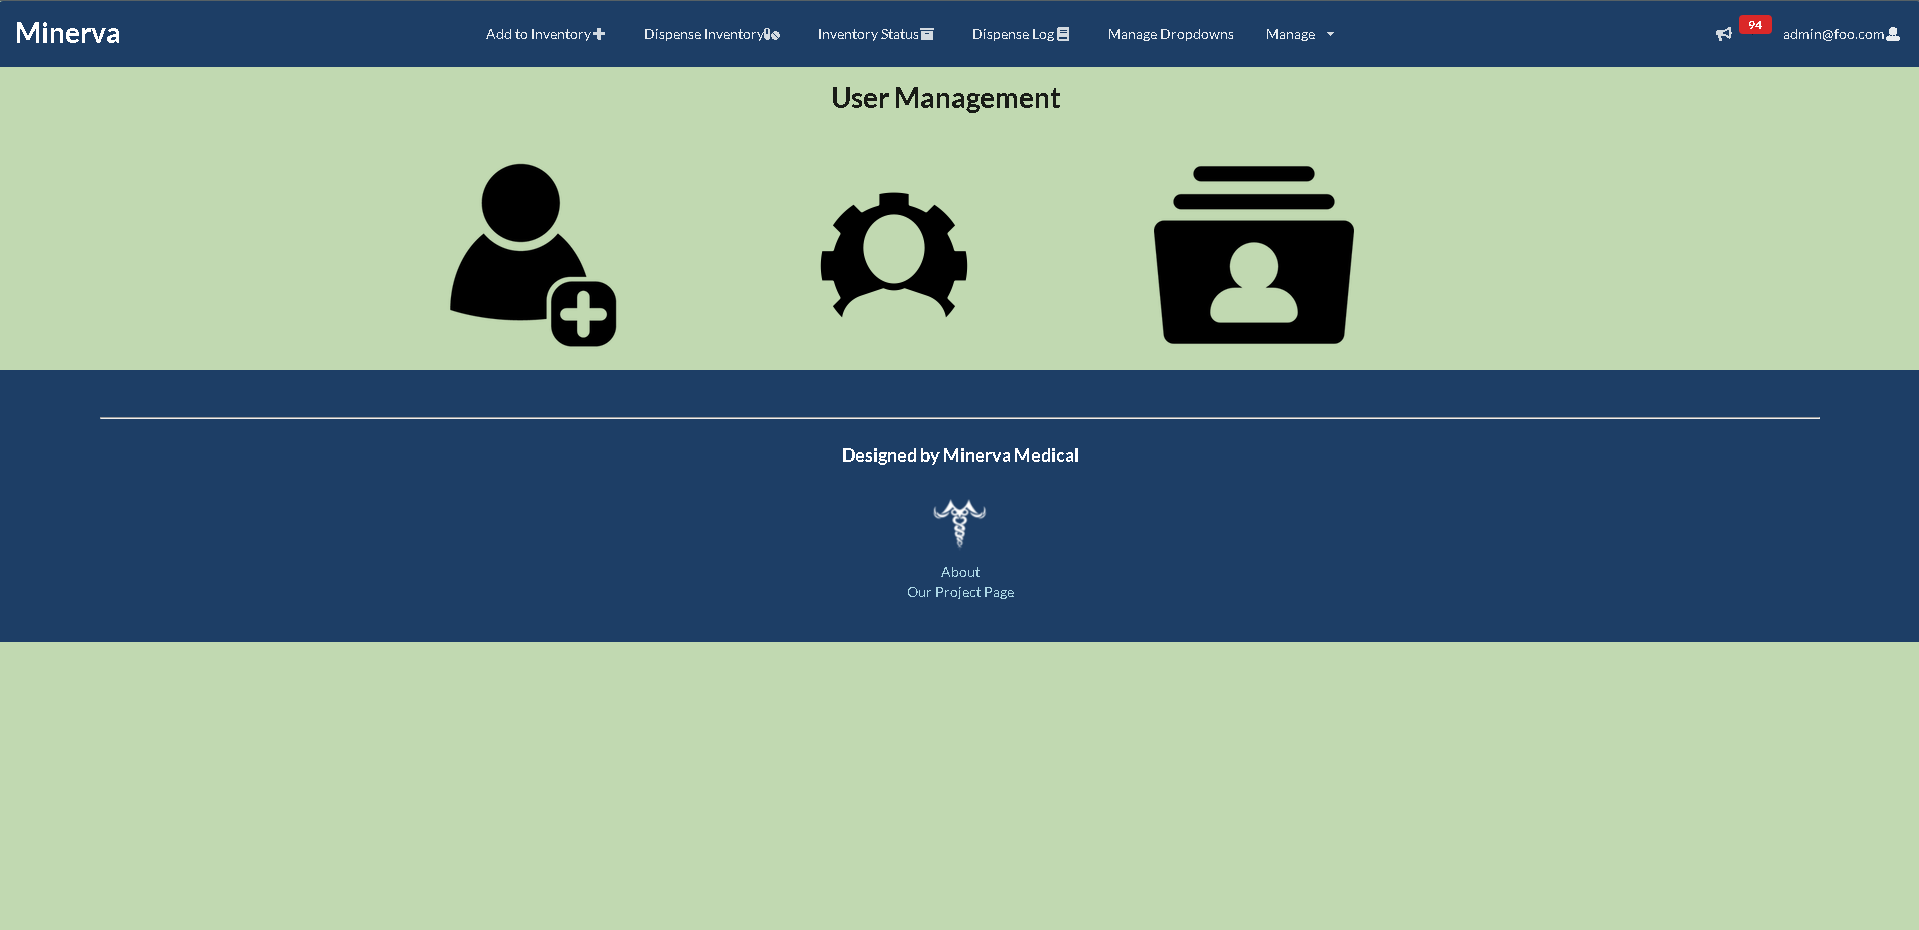 Minerva
Add to Inventory
Dispense Inventory
Inventory Status
Dispense Log
Manage Dropdowns
Manage
94
admin@foo.com
User Management
Designed by Minerva Medical
About
Our Project Page